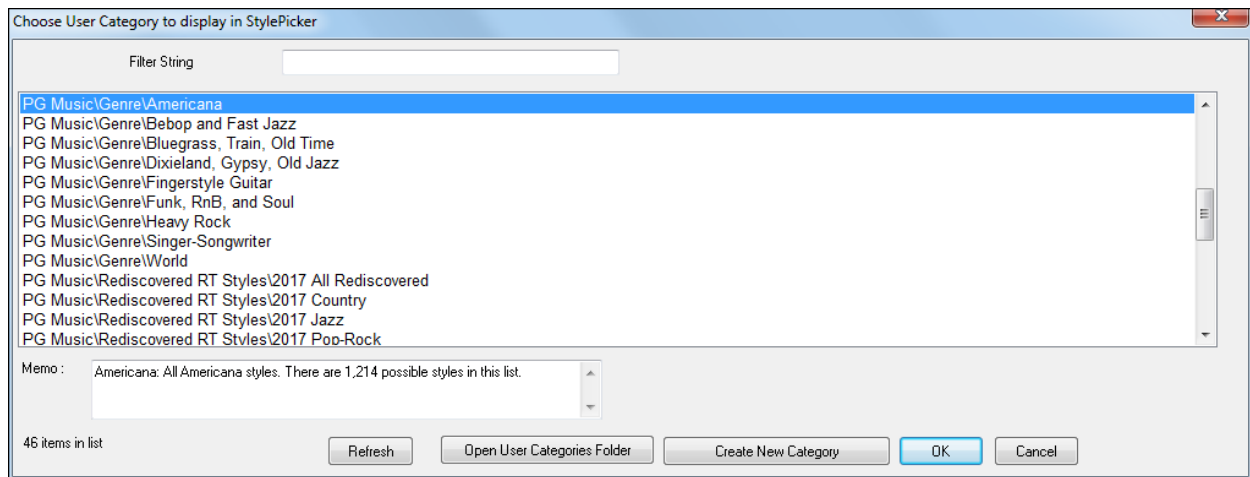 Choose User Category to display in StylePicker
Filter String
PG Music\Genre\Americana
PG Music\Genre\Bebop and Fast Jazz
PG Music\Genre\Bluegrass, Train, Old Time
PG Music\Genre\Dixieland, Gypsy, Old Jazz
PG Music\Genre\Fingerstyle Guitar
PG Music\Genre\Funk, RnB, and Soul
PG Music\Genre\Heavy Rock
PG Music\Genre\Singer-Songwriter
PG Music\Genre\World
PG Music\Rediscovered RT Styles\2017 All Rediscovered
PG Music\Rediscovered RT Styles\2017 Country
PG Music\Rediscovered RT Styles\2017 Jazz
PG Music\Rediscovered RT Styles\2017 Pop-Rock
Memo : Americana: All Americana styles. There are 1,214 possible styles in this list.
46 items in list Refresh Open User Categories Folder Create New Category OK Cancel